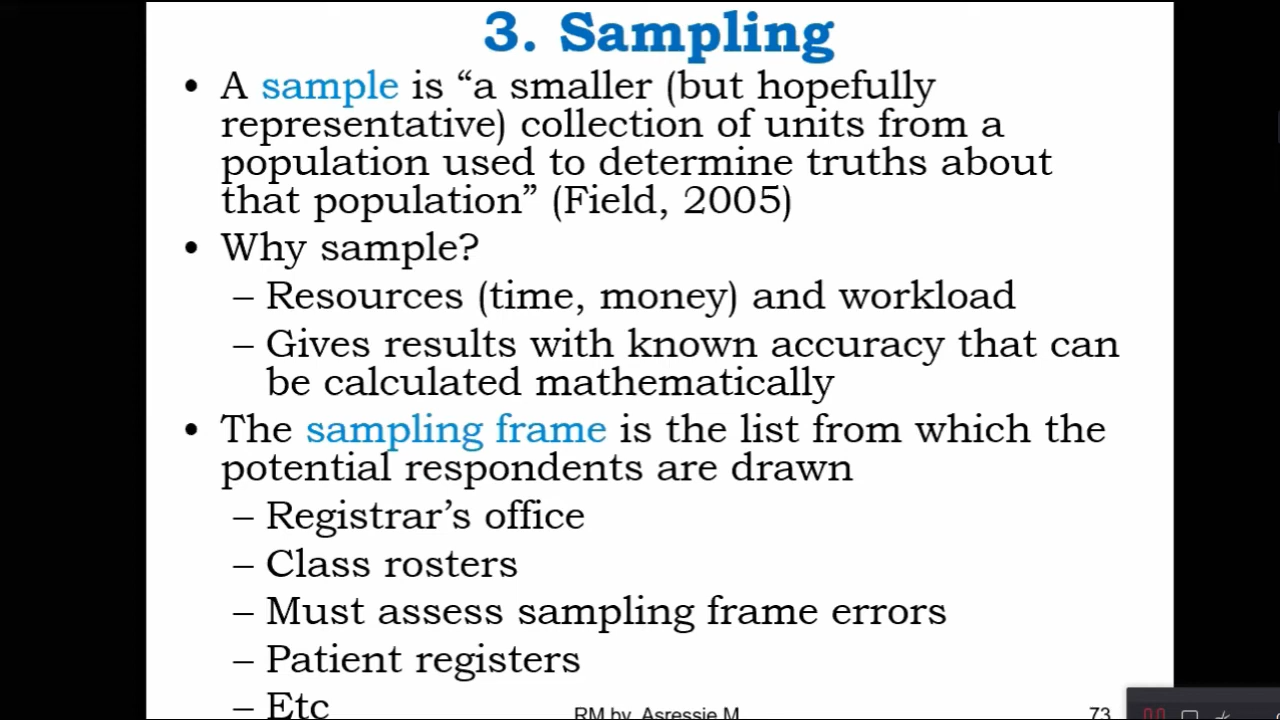 3. Sampling
• A sample is “a smaller (but hopefully
representative) collection of units from a
population used to determine truths about
that population” (Field, 2005)
• Why sample?
– Resources (time, money) and workload
– Gives results with known accuracy that can
be calculated mathematically
• The sampling frame is the list from which the
potential respondents are drawn
– Registrar’s office
– Class rosters
– Must assess sampling frame errors
– Patient registers
– Etc
RM by Asressie M
73